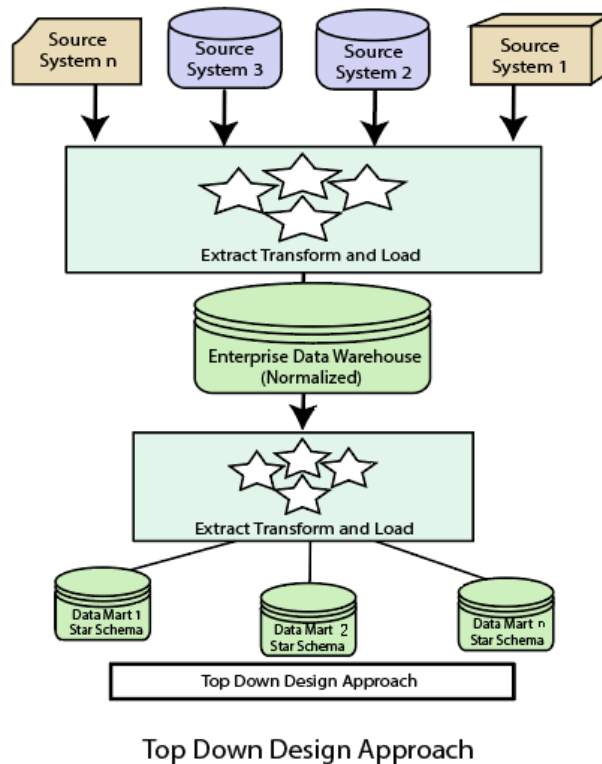 Source
System n
Source
System 3
Source
System 2
Source
System 1
Extract Transform and Load
Enterprise Data Warehouse
(Normalized)
Extract Transform and Load
Data Mart 1
Star Schema
Data Mart 2
Star Schema
Data Mart n
Star Schema
Top Down Design Approach
Top Down Design Approach